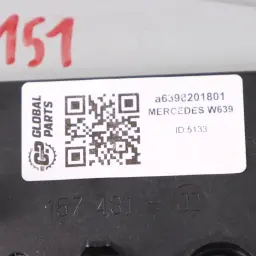 151
GLOBAL
PARTS
a6398201801
MERCEDES W639
ID:5133